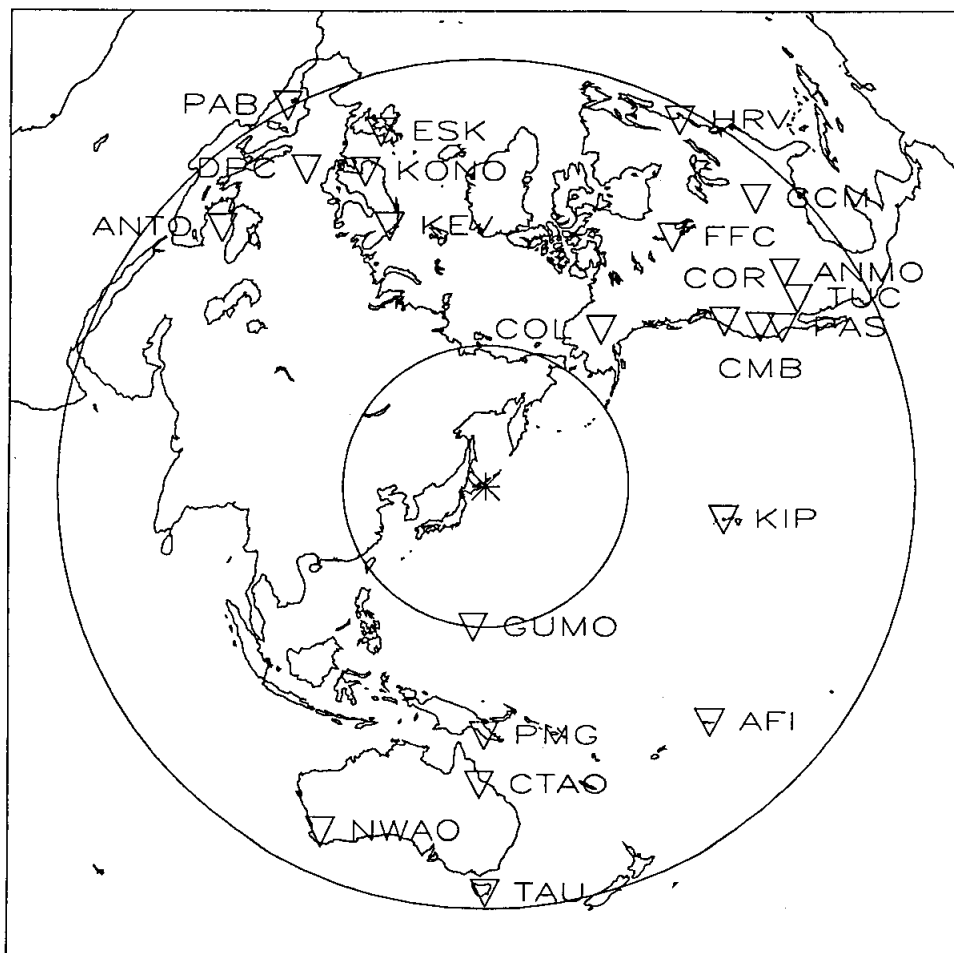 PAB
HRV
ESK
DPC
KONO
CCM
ANTO
KEV
FFC
COR
ANMO
TUC
COL
PAS
CMB
KIP
GUMO
AFI
PMG
CTAO
NWAO
TAU